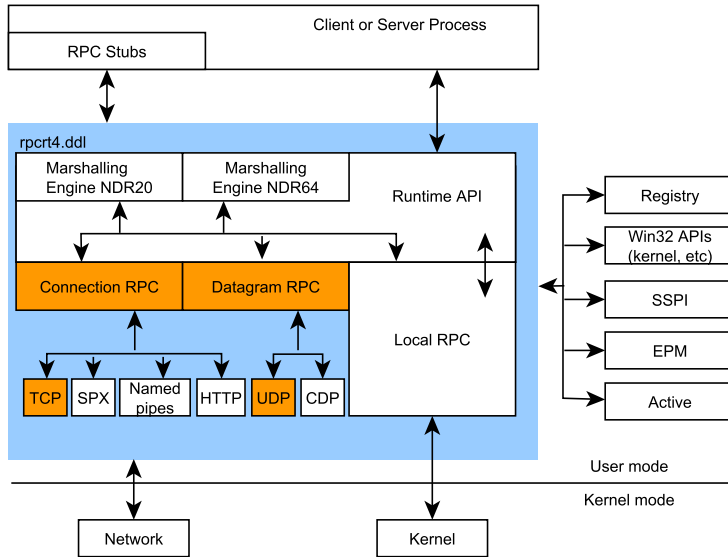 Client or Server Process
RPC Stubs
rpcrt4.ddl
Marshalling
Engine NDR20
Marshalling
Engine NDR64
Runtime API
Connection RPC
Datagram RPC
Local RPC
TCP
SPX
Named
pipes
HTTP
UDP
CDP
Registry
Win32 APIs
(kernel, etc)
SSPI
EPM
Active
User mode
Kernel mode
Network
Kernel